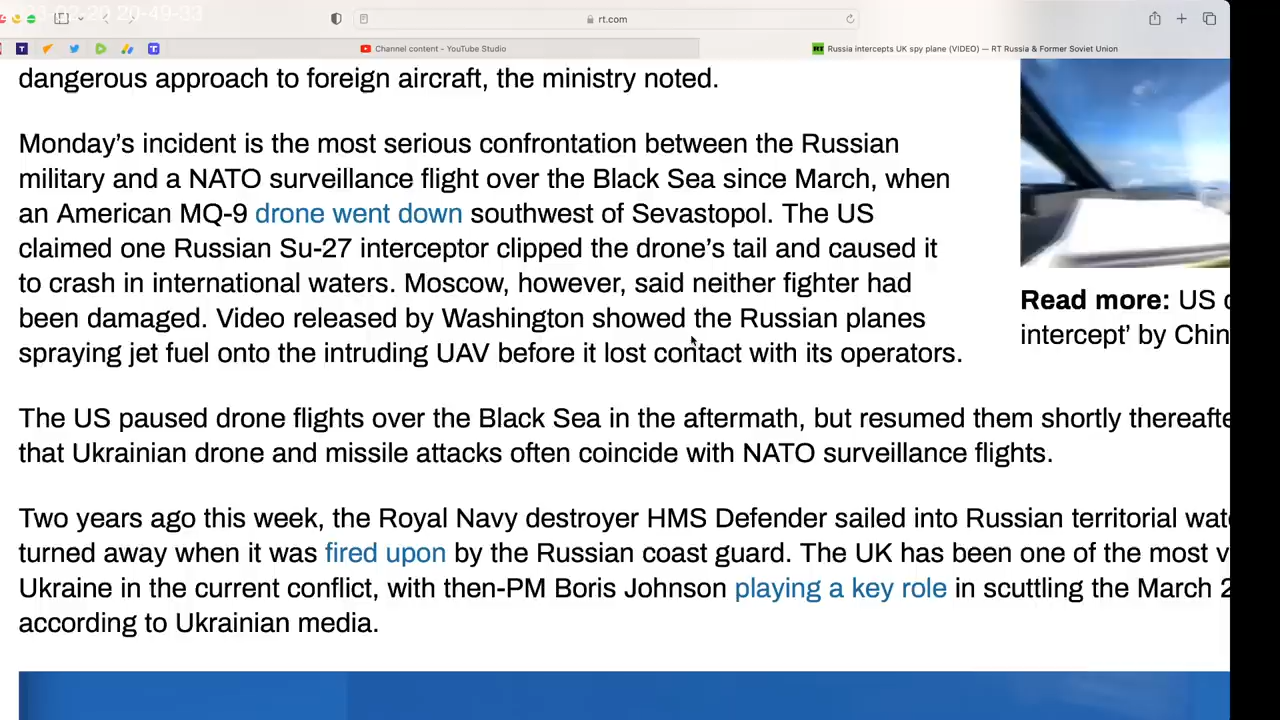 20-49-33
rt.com
Channel content - YouTube Studio
RT Russia intercepts UK spy plane (VIDEO) — RT Russia & Former Soviet Union
dangerous approach to foreign aircraft, the ministry noted.
Monday’s incident is the most serious confrontation between the Russian
military and a NATO surveillance flight over the Black Sea since March, when
an American MQ-9 drone went down southwest of Sevastopol. The US
claimed one Russian Su-27 interceptor clipped the drone’s tail and caused it
to crash in international waters. Moscow, however, said neither fighter had
been damaged. Video released by Washington showed the Russian planes
spraying jet fuel onto the intruding UAV before it lost contact with its operators.
Read more: US
intercept’ by Chin
The US paused drone flights over the Black Sea in the aftermath, but resumed them shortly thereafte
that Ukrainian drone and missile attacks often coincide with NATO surveillance flights.
Two years ago this week, the Royal Navy destroyer HMS Defender sailed into Russian territorial wat
turned away when it was fired upon by the Russian coast guard. The UK has been one of the most v
Ukraine in the current conflict, with then-PM Boris Johnson playing a key role in scuttling the March 2
according to Ukrainian media.